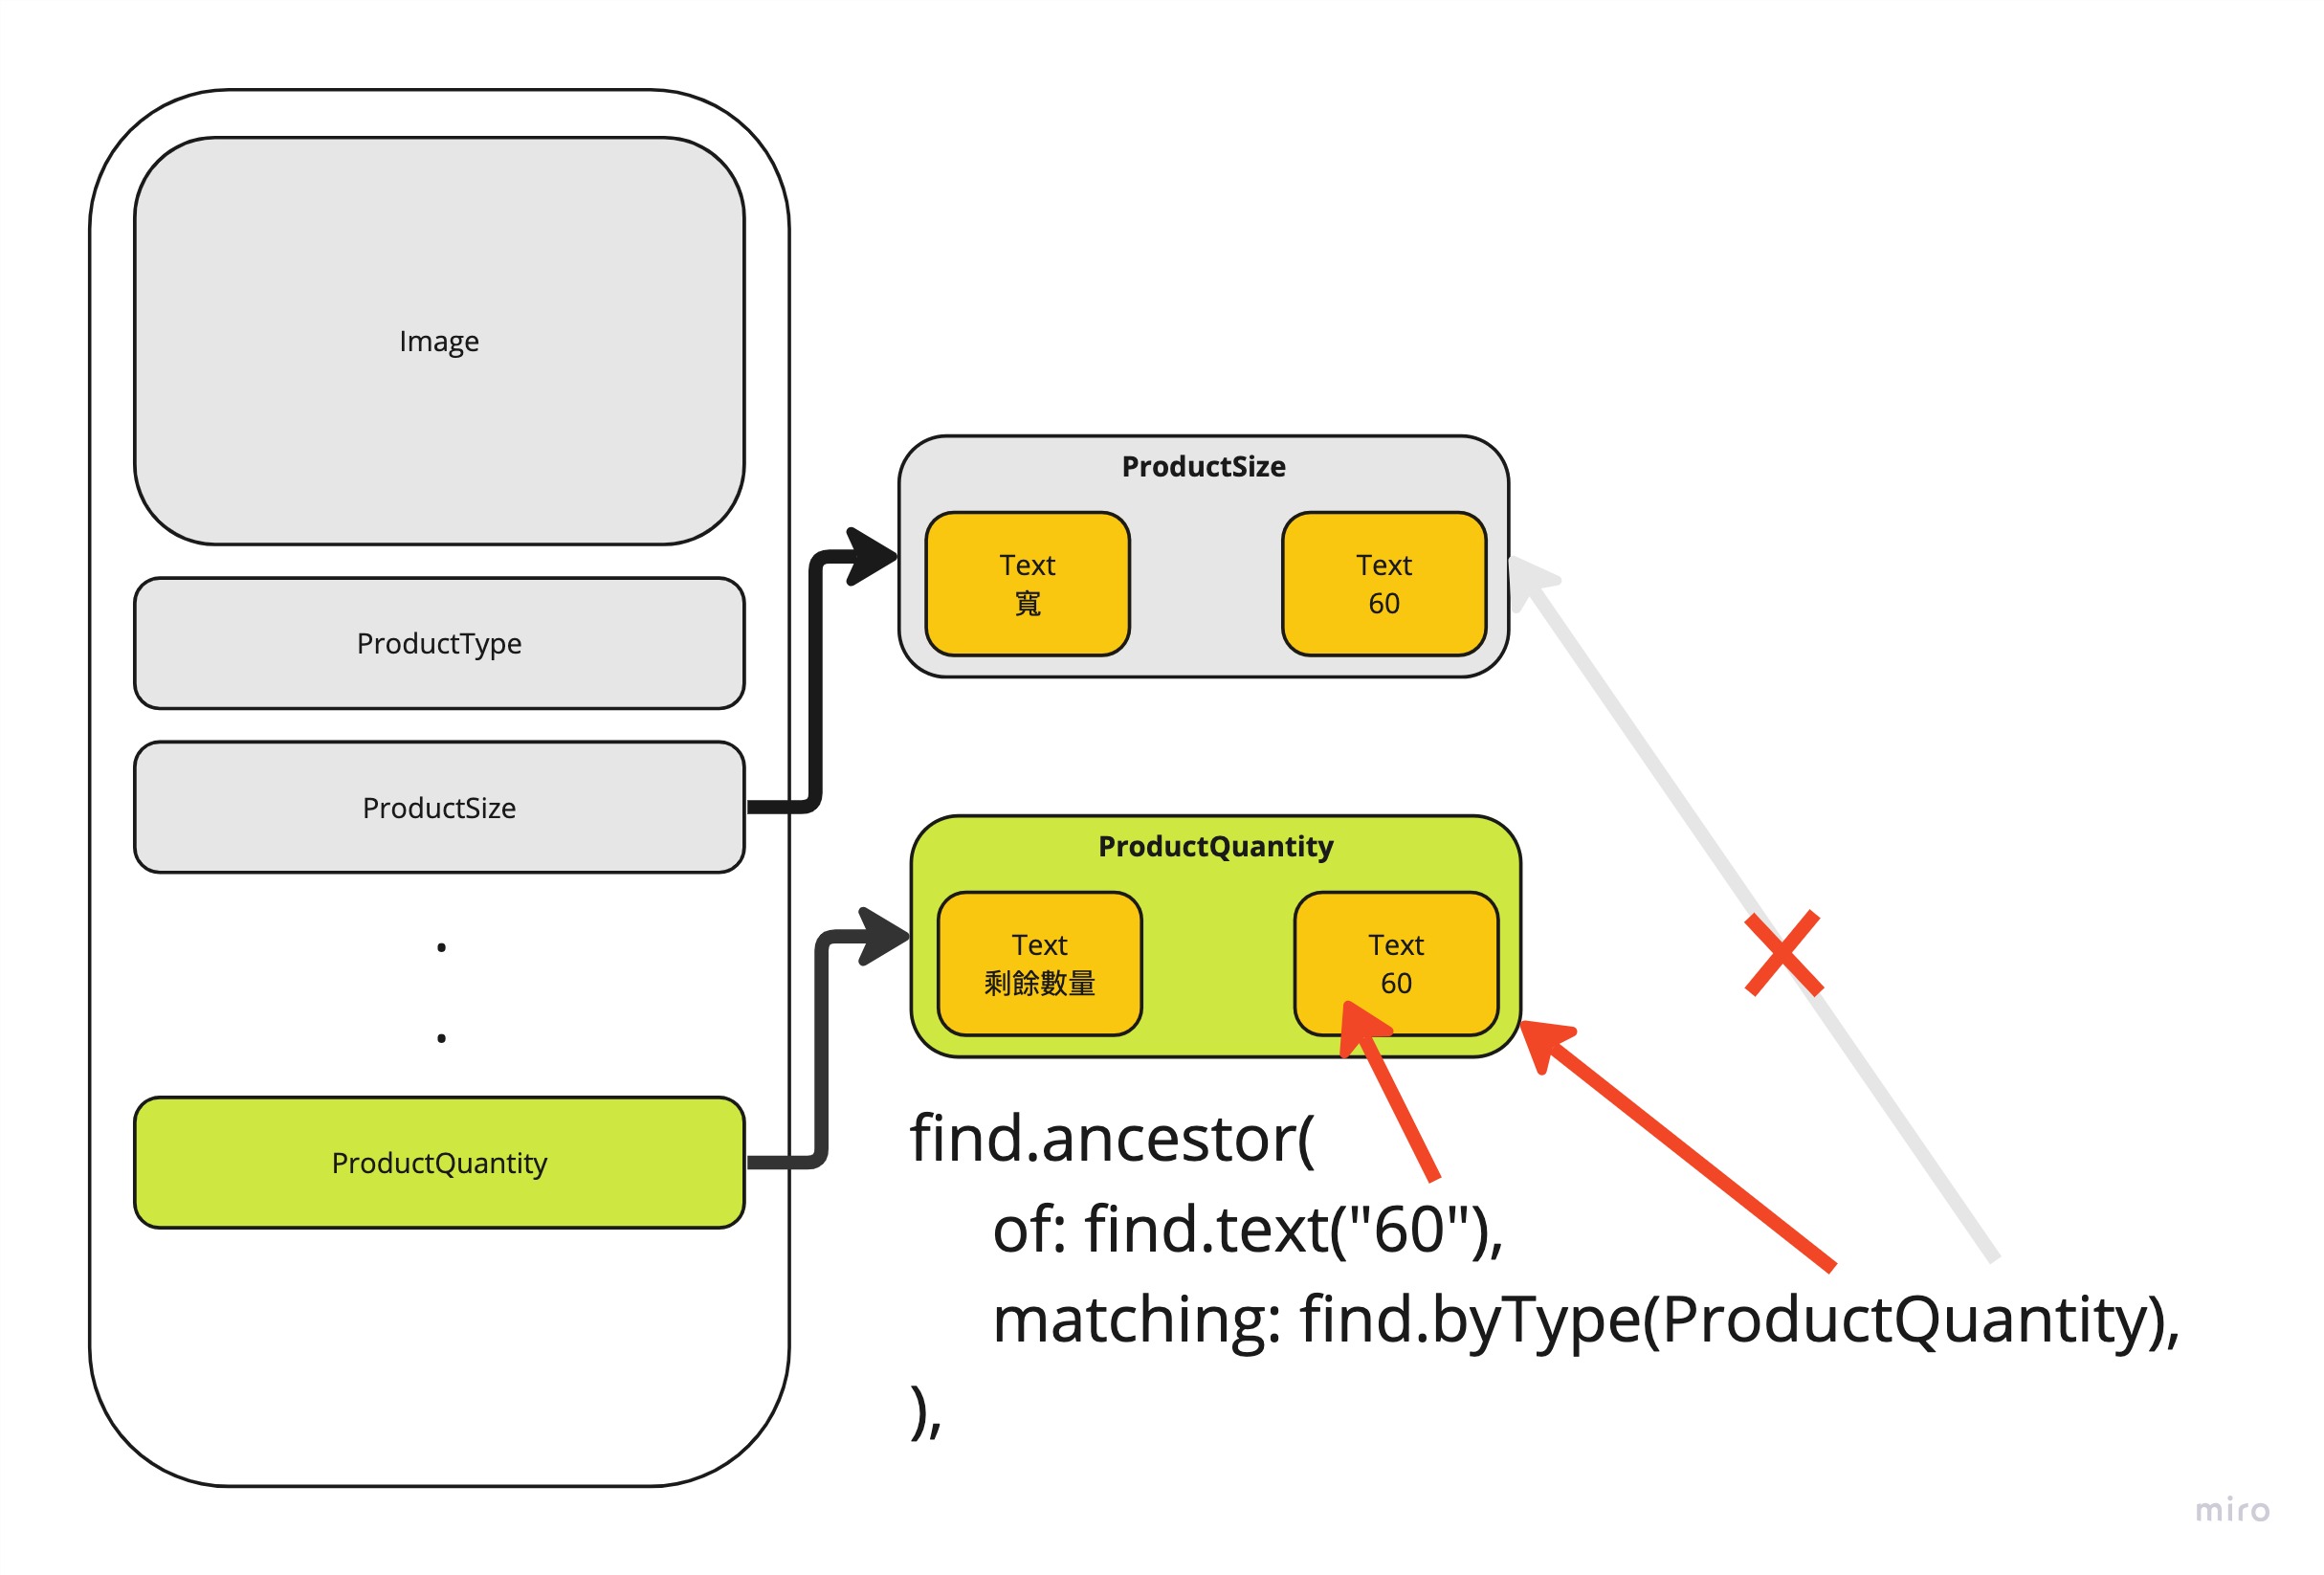 Image
ProductType
ProductSize
.
.
ProductQuantity
ProductSize
Text
寬
Text
60
ProductQuantity
Text
剩餘數量
Text
60
find.ancestor(
of: find.text("60"),
matching: find.byType(ProductQuantity),
),
miro